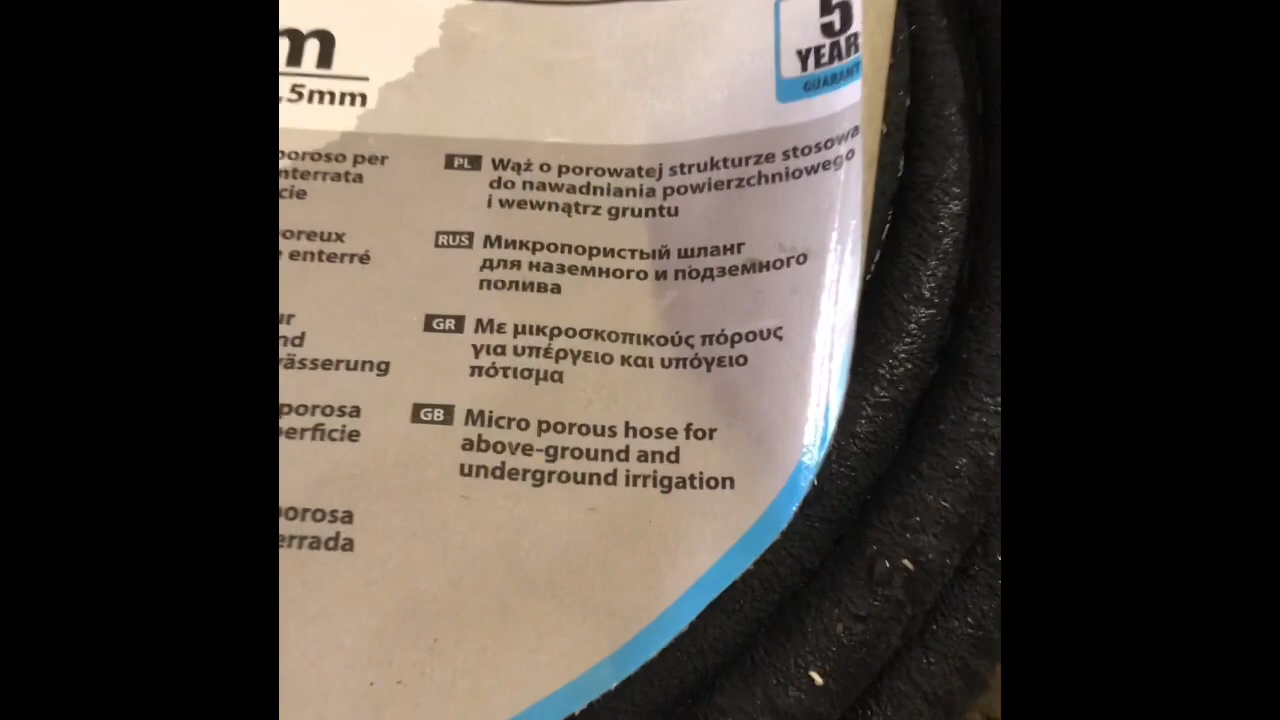 m
.5mm
5
YEAR
poroso per
nterrata
cie
oreux
enterré
ur
nd
vässerung
porosa
erficie
porosa
errada
PL Wąż o porowatej strukturze stosowa
do nawadniania powierzchniowego
i wewnątrz gruntu
RUS Микропористый шланг
для наземного и подземного
полива
GR Με μικροσκοπικούς πόρους
για υπέργειο και υπόγειο
πότισμα
GB Micro porous hose for
above-ground and
underground irrigation